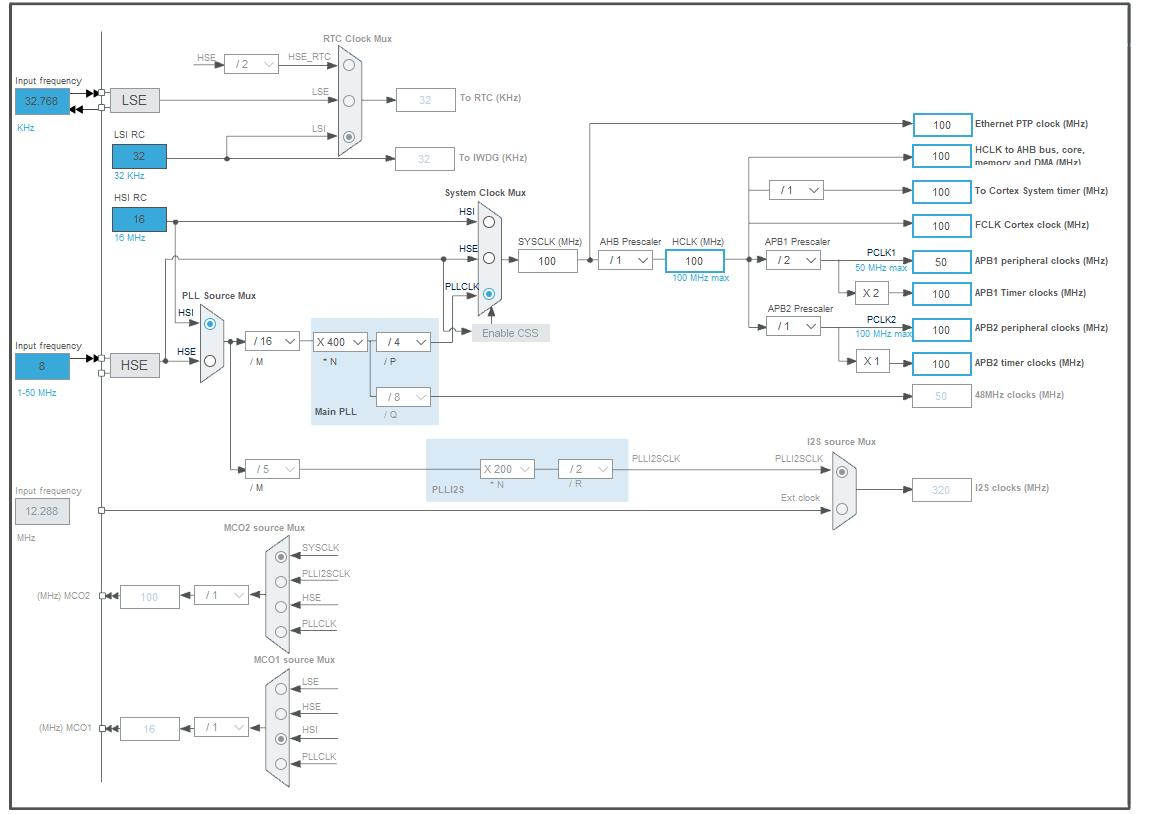 RTC Clock Mux
HSE
/ 2
HSE_RTC
Input frequency
32.768
LSE
LSE
32
To RTC (KHz)
KHz
LSI RC
LSI
32
32
To IWDG (KHz)
32 KHz
HSI RC
16
16 MHz
System Clock Mux
HSI
HSE
PLLCLK
SYSCLK (MHz)
100
AHB Prescaler
/ 1
HCLK (MHz)
100
100 MHz max
100
Ethernet PTP clock (MHz)
100
HCLK to AHB bus, core,
memory and DMA (MHz)
/ 1
100
To Cortex System timer (MHz)
100
FCLK Cortex clock (MHz)
APB1 Prescaler
/ 2
PCLK1
50 MHz max
50
APB1 peripheral clocks (MHz)
X 2
100
APB1 Timer clocks (MHz)
APB2 Prescaler
/ 1
PCLK2
100 MHz max
100
APB2 peripheral clocks (MHz)
X 1
100
APB2 timer clocks (MHz)
50
48MHz clocks (MHz)
PLL Source Mux
HSI
HSE
Enable CSS
Input frequency
8
HSE
1-50 MHz
/ 16
/ M
X 400
* N
/ 4
/ P
/ 8
/ Q
Main PLL
/ 5
/ M
X 200
* N
/ 2
/ R
PLLI2S
PLLI2SCLK
I2S source Mux
PLLI2SCLK
Ext.clock
320
I2S clocks (MHz)
Input frequency
12.288
MHz
MCO2 source Mux
SYSCLK
PLLI2SCLK
HSE
PLLCLK
(MHz) MCO2
100
/ 1
MCO1 source Mux
LSE
HSE
HSI
PLLCLK
(MHz) MCO1
16
/ 1